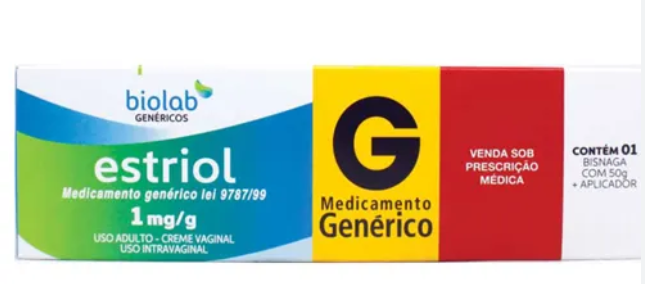 biolab
GENÉRICOS
estriol
Medicamento genérico lei 9787/99
1 mg/g
USO ADULTO - CREME VAGINAL
USO INTRAVAGINAL
G
Medicamento
Genérico
VENDA SOB
PRESCRIÇÃO
MÉDICA
CONTÉM 01
BISNAGA
COM 50g
+ APLICADOR